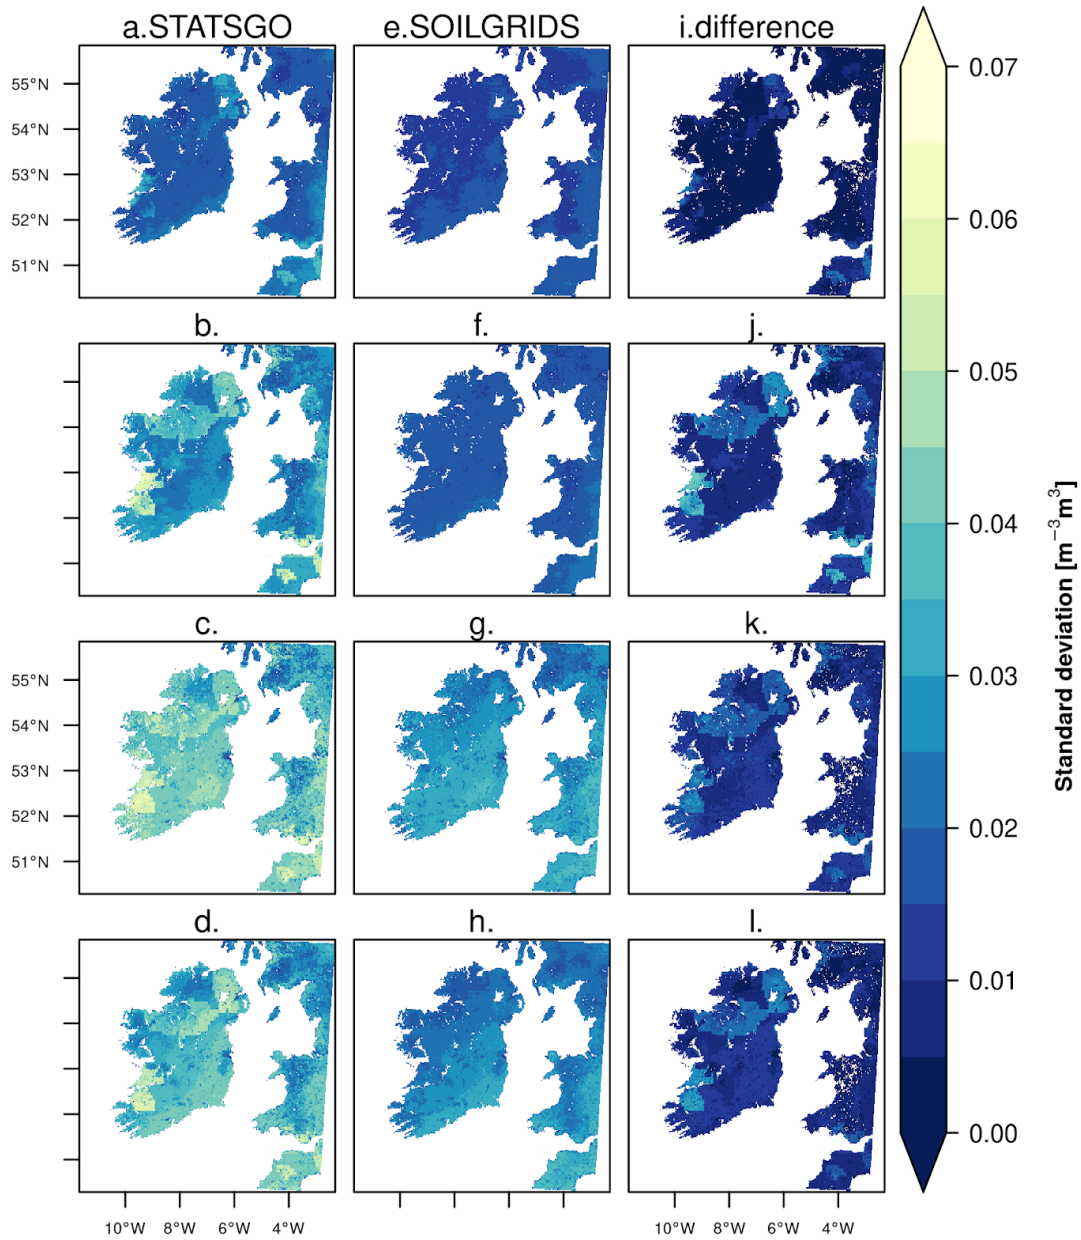 a.STATSGO e.SOILGRIDS i.difference
0.07
55°N
54°N
53°N
52°N
51°N
0.06
b. f. j.
0.05
0.04
Standard deviation [m⁻³m³]
c. g. k.
0.03
55°N
54°N
53°N
52°N
51°N
0.02
d. h. l.
0.01
0.00
10°W 8°W 6°W 4°W 10°W 8°W 6°W 4°W